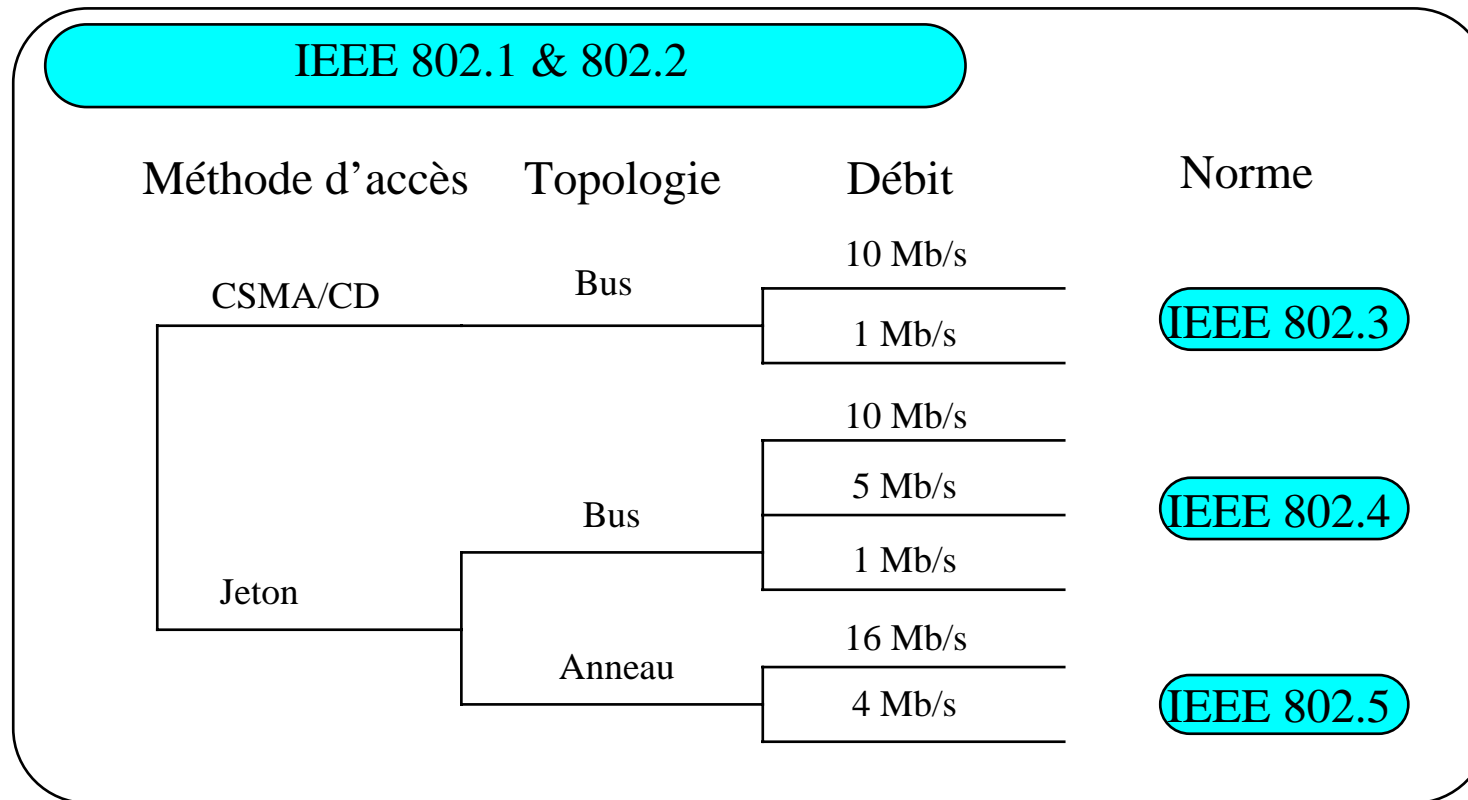 IEEE 802.1 & 802.2
Méthode d’accès Topologie Débit Norme
10 Mb/s
CSMA/CD Bus
1 Mb/s
IEEE 802.3
10 Mb/s
5 Mb/s
Bus
IEEE 802.4
1 Mb/s
Jeton
16 Mb/s
Anneau
4 Mb/s
IEEE 802.5